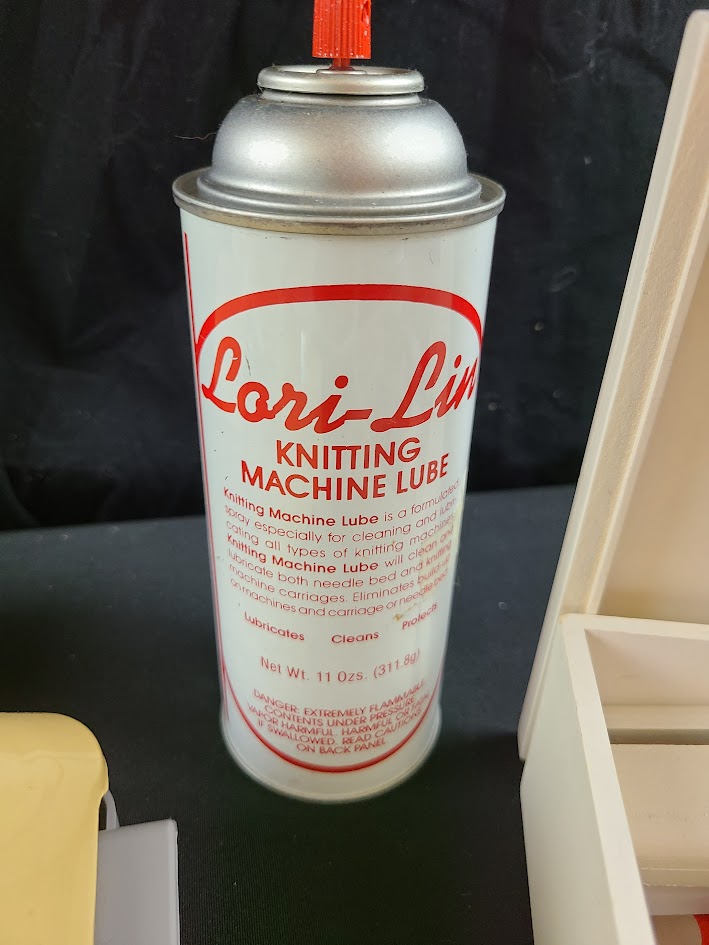 Lori-Lin
KNITTING
MACHINE LUBE
Knitting Machine Lube is a formulated
spray especially for cleaning and lubri-
cating all types of knitting machines.
Knitting Machine Lube will clean and
lubricate both needle bed and knitting
machine carriages. Eliminates build-up
on machines and carriage or needle bed.
Lubricates Cleans Protects
Net Wt. 11 Ozs. (311.8g)
DANGER: EXTREMELY FLAMMABLE.
CONTENTS UNDER PRESSURE.
VAPOR HARMFUL. HARMFUL OR FATAL
IF SWALLOWED. READ CAUTIONS
ON BACK PANEL